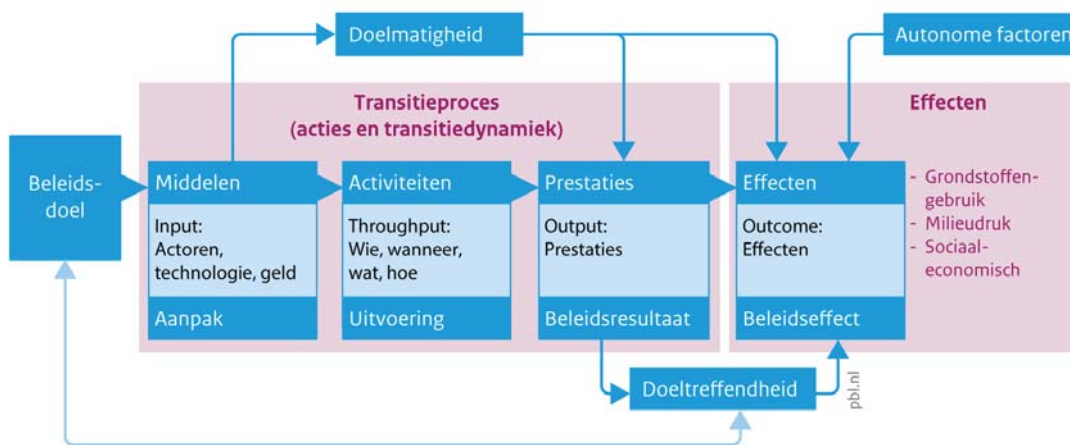 Doelmatigheid
Autonome factoren
Transitieproces
(acties en transitiedynamiek)
Effecten
Beleids-
doel
Middelen
Input:
Actoren,
technologie, geld
Aanpak
Activiteiten
Throughput:
Wie, wanneer,
wat, hoe
Uitvoering
Prestaties
Output:
Prestaties
Beleidsresultaat
Effecten
Outcome:
Effecten
Beleidseffect
- Grondstoffen-
gebruik
- Milieudruk
- Sociaal-
economisch
Doeltreffendheid
pbl.nl